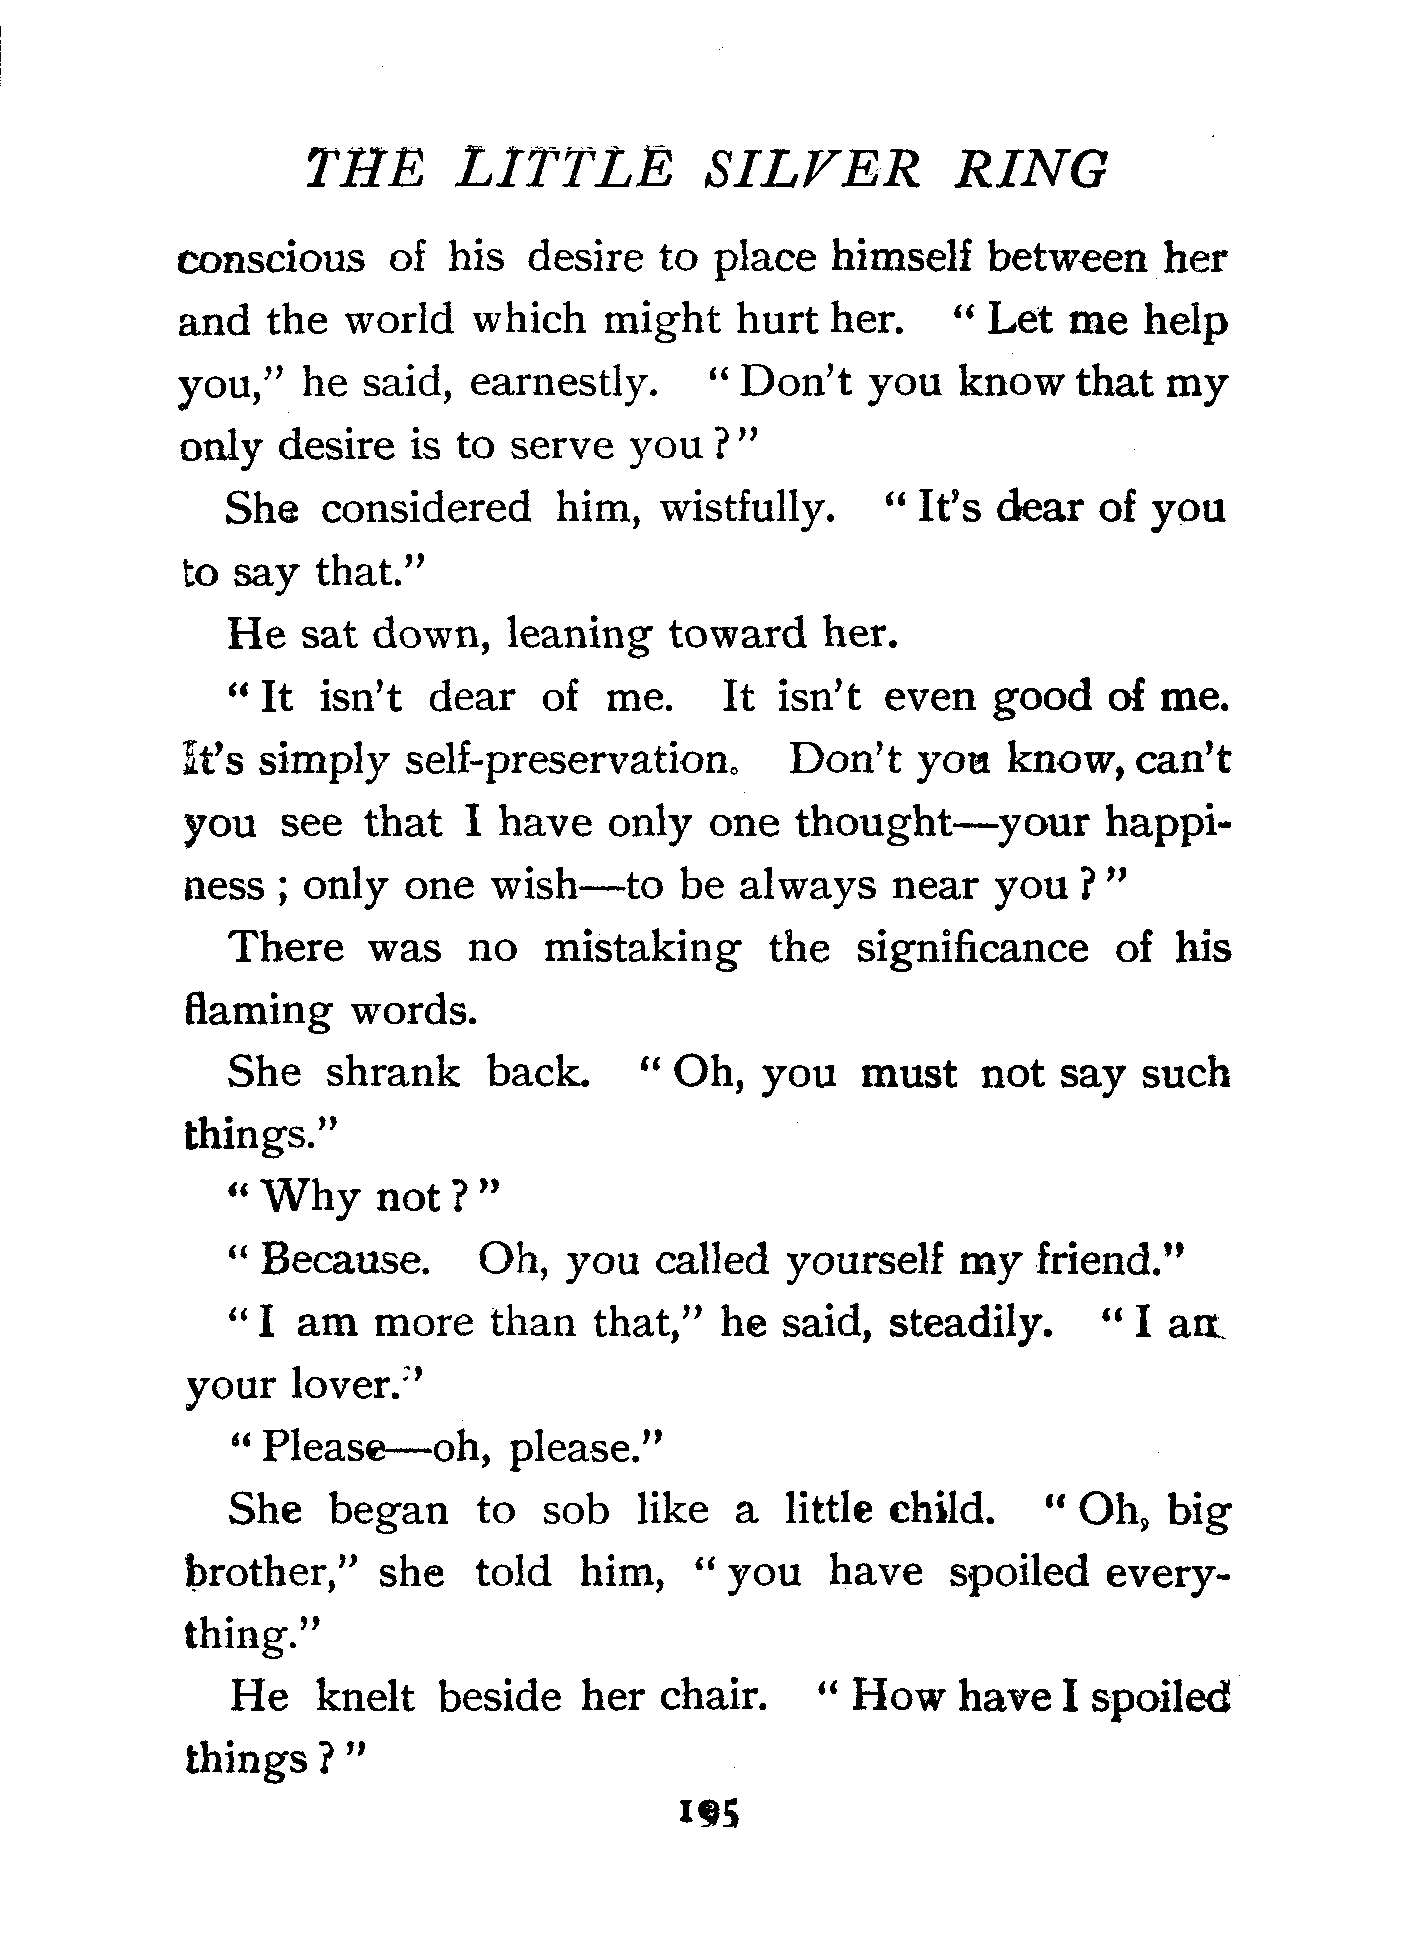 THE LITTLE SILVER RING
conscious of his desire to place himself between her
and the world which might hurt her. “ Let me help
you,” he said, earnestly. “ Don’t you know that my
only desire is to serve you ? ”
She considered him, wistfully. “ It’s dear of you
to say that.”
He sat down, leaning toward her.
“ It isn’t dear of me. It isn’t even good of me.
It’s simply self-preservation. Don’t you know, can’t
you see that I have only one thought—your happi-
ness ; only one wish—to be always near you ? ”
There was no mistaking the significance of his
flaming words.
She shrank back. “ Oh, you must not say such
things.”
“ Why not ? ”
“ Because. Oh, you called yourself my friend.”
“ I am more than that,” he said, steadily. “ I am
your lover.”
“ Please—oh, please.”
She began to sob like a little child. “ Oh, big
brother,” she told him, “ you have spoiled every-
thing.”
He knelt beside her chair. “ How have I spoiled
things ? ”
195